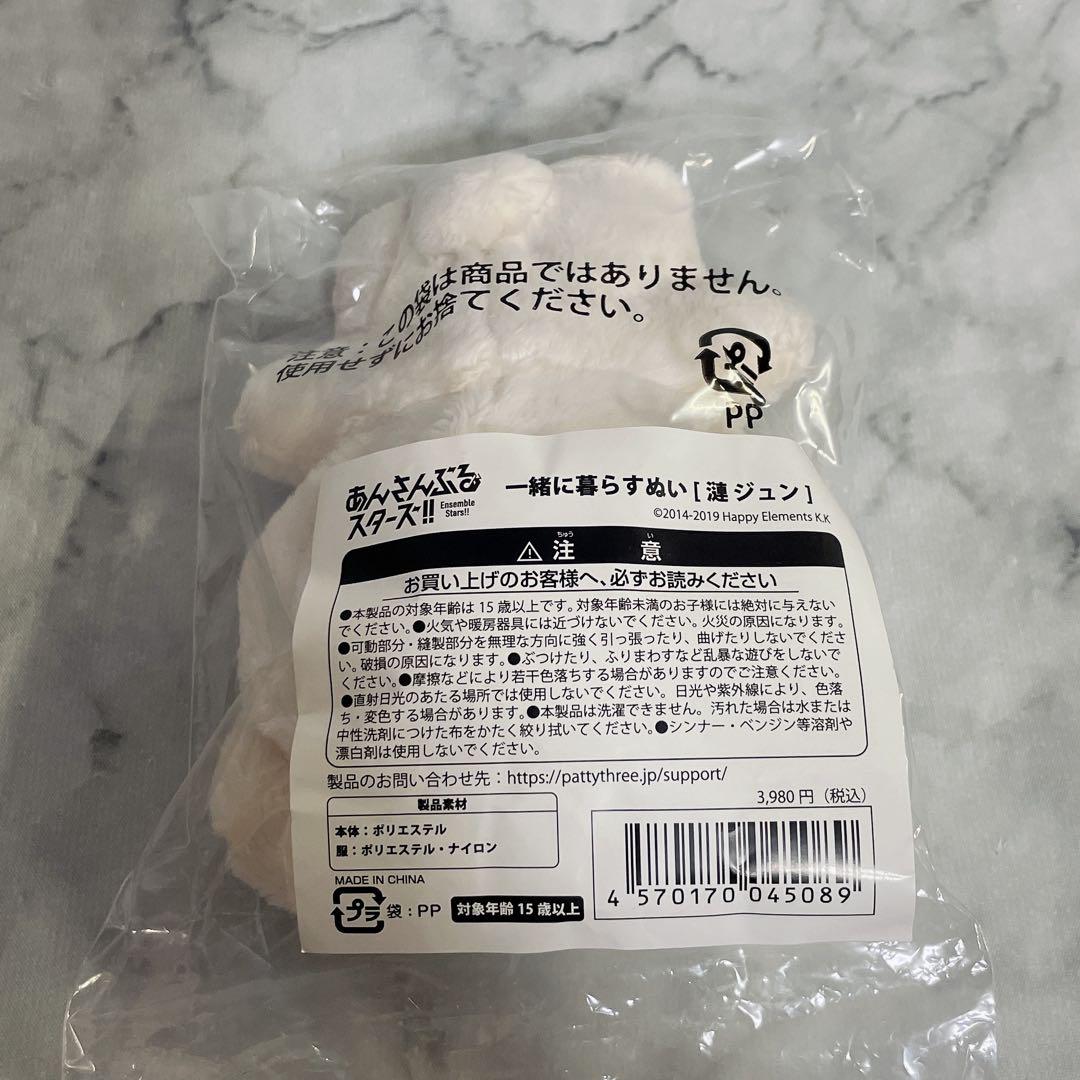 注意：この袋は商品ではありません。
使用せずにお捨てください。
プ
PP
あんさんぶる
スターズ!!
Ensemble
Stars!!
一緒に暮らすぬい [ 漣 ジュン ]
©2014-2019 Happy Elements K.K
ちゅう い
⚠ 注 意
お買い上げのお客様へ、必ずお読みください
●本製品の対象年齢は 15 歳以上です。対象年齢未満のお子様には絶対に与えない
でください。●火気や暖房器具には近づけないでください。火災の原因になります。
●可動部分・縫製部分を無理な方向に強く引っ張ったり、曲げたりしないでくださ
い。破損の原因になります。●ぶつけたり、ふりまわすなど乱暴な遊びをしないで
ください。●摩擦などにより若干色落ちする場合がありますのでご注意ください。
●直射日光のあたる場所では使用しないでください。日光や紫外線により、色落
ち・変色する場合があります。●本製品は洗濯できません。汚れた場合は水または
中性洗剤につけた布をかたく絞り拭いてください。●シンナー・ベンジン等溶剤や
漂白剤は使用しないでください。
製品のお問い合わせ先：https://pattythree.jp/support/
3,980 円（税込）
製品素材
本体：ポリエステル
服：ポリエステル・ナイロン
MADE IN CHINA
プラ 袋：PP 対象年齢 15 歳以上
4 570170 045089